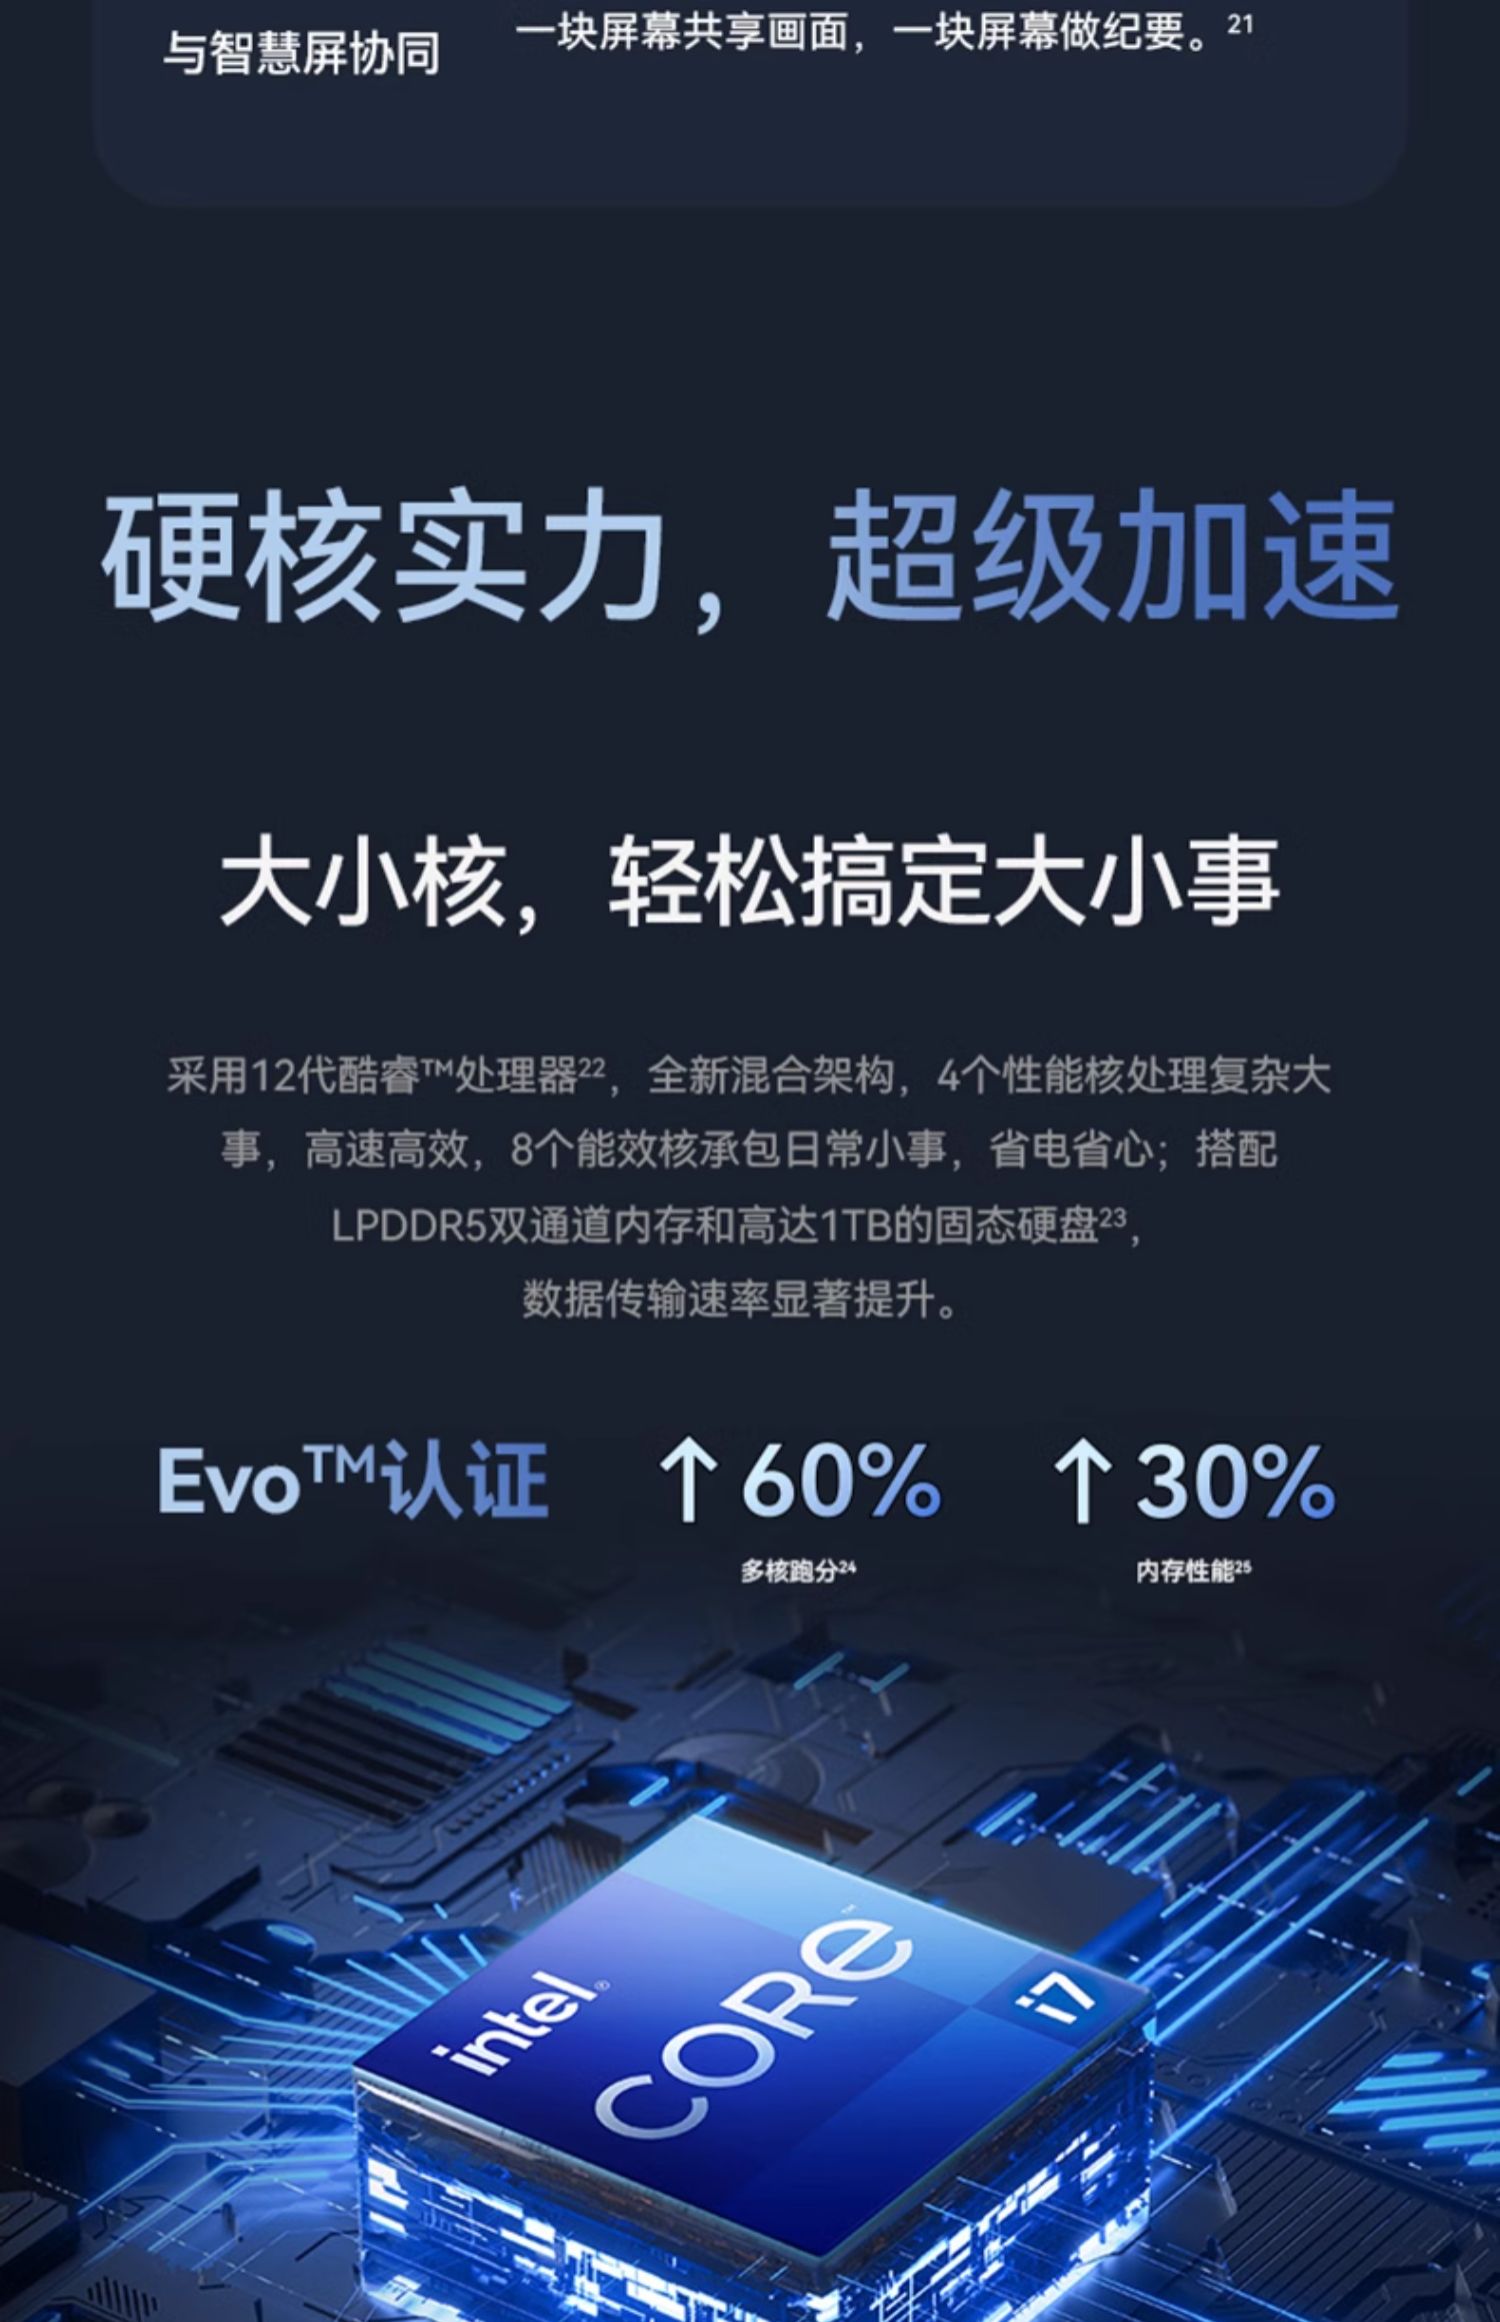 与智慧屏协同
一块屏幕共享画面，一块屏幕做纪要。21
硬核实力，超级加速
大小核，轻松搞定大小事
采用12代酷睿™处理器22，全新混合架构，4个性能核处理复杂大
事，高速高效，8个能效核承包日常小事，省电省心；搭配
LPDDR5双通道内存和高达1TB的固态硬盘23，
数据传输速率显著提升。
Evo™认证
↑60%
多核跑分24
↑30%
内存性能25
intel®
CORe™
i7